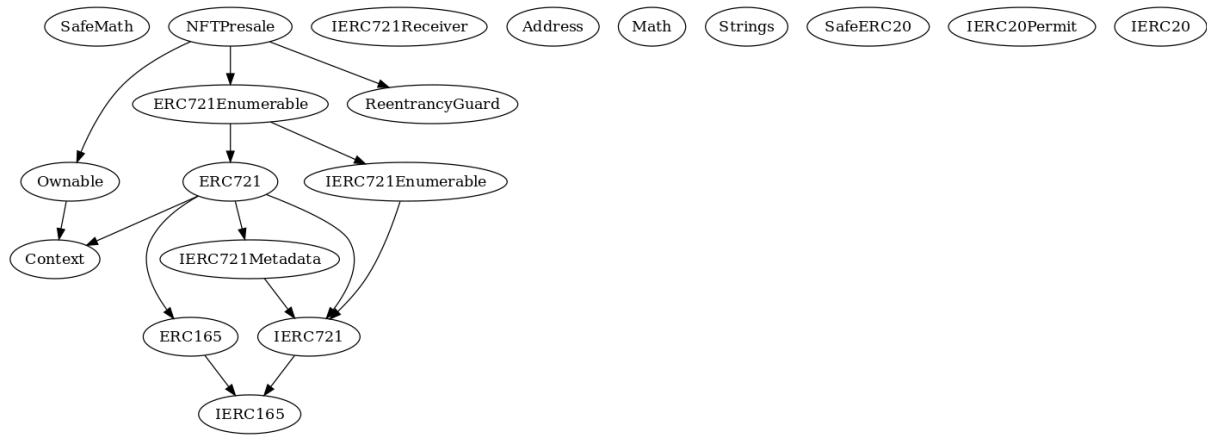 SafeMath NFTPresale IERC721Receiver Address Math Strings SafeERC20 IERC20Permit IERC20
ERC721Enumerable ReentrancyGuard
Ownable ERC721 IERC721Enumerable
Context IERC721Metadata
ERC165 IERC721
IERC165